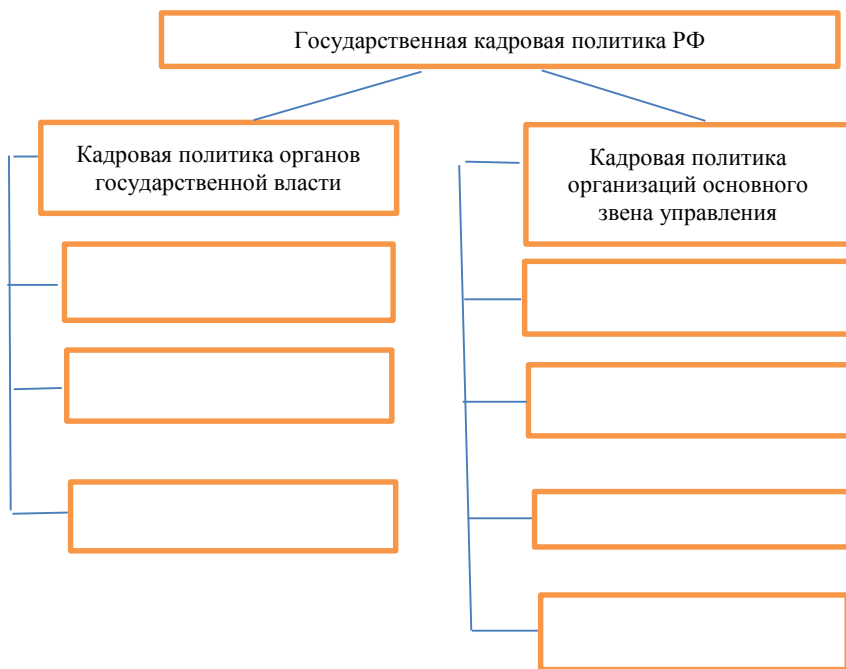 Государственная кадровая политика РФ
Кадровая политика органов
государственной власти
Кадровая политика
организаций основного
звена управления